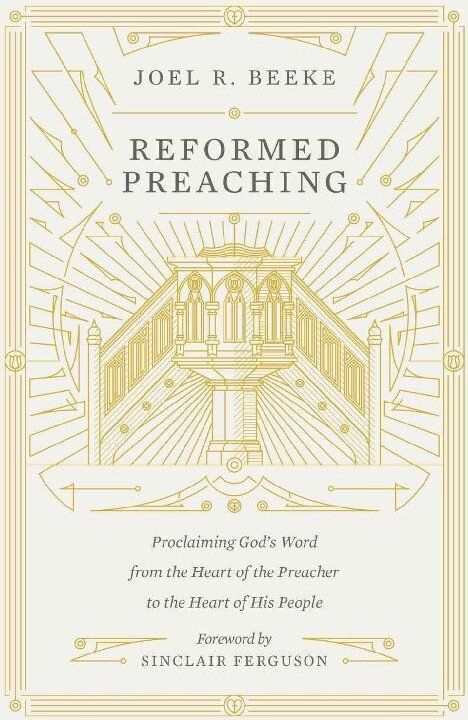 JOEL R. BEEKE
REFORMED
PREACHING
Proclaiming God's Word
from the Heart of the Preacher
to the Heart of His People
Foreword by
SINCLAIR FERGUSON